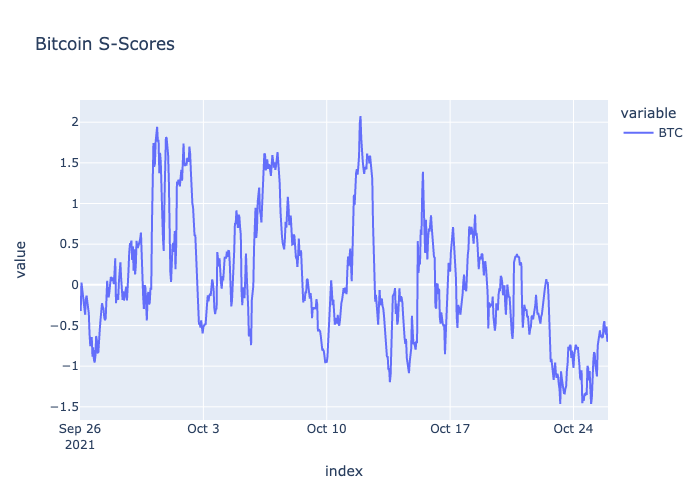 Bitcoin S-Scores
variable
BTC
value
2
1.5
1
0.5
0
−0.5
−1
−1.5
Sep 26
2021
Oct 3
Oct 10
Oct 17
Oct 24
index